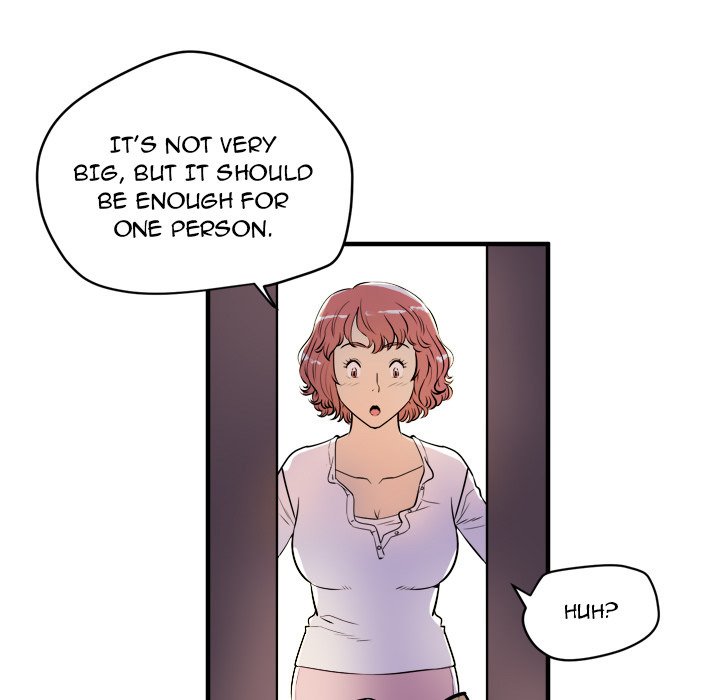 IT'S NOT VERY
BIG, BUT IT SHOULD
BE ENOUGH FOR
ONE PERSON.
HUH?